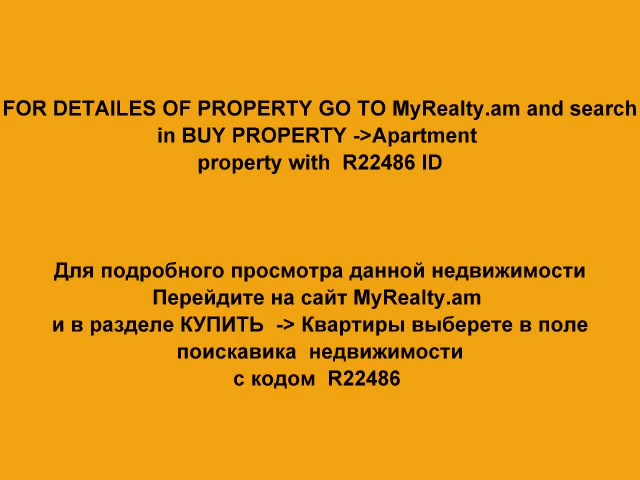 FOR DETAILES OF PROPERTY GO TO MyRealty.am and search
in BUY PROPERTY ->Apartment
property with R22486 ID
Для подробного просмотра данной недвижимости
Перейдите на сайт MyRealty.am
и в разделе КУПИТЬ -> Квартиры выберете в поле
поискавика недвижимости
с кодом R22486